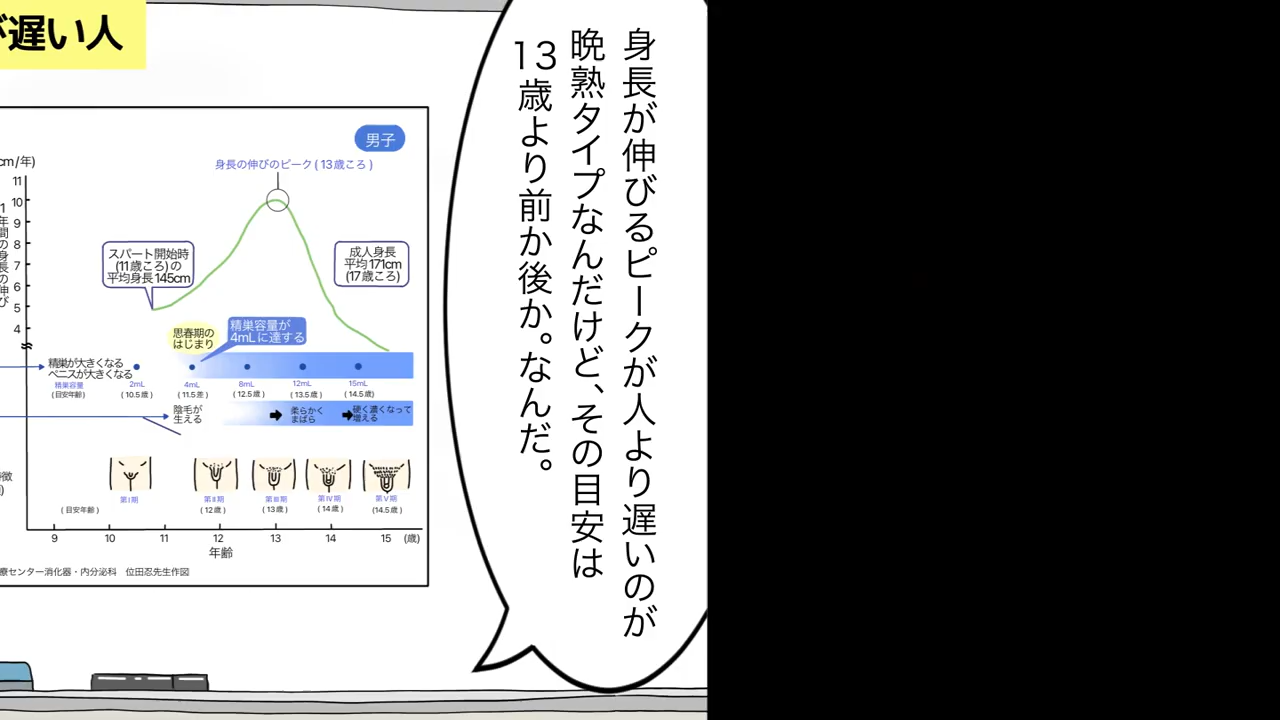 が遅い人
身長が伸びるピークが人より遅いのが
晩熟タイプなんだけど、その目安は
13歳より前か後か。なんだ。
男子
cm/年)
身長の伸びのピーク(13歳ころ)
1年間の身長の伸び
11
10
9
8
7
6
5
4
スパート開始時
(11歳ころ)の
平均身長145cm
成人身長
平均171cm
(17歳ころ)
思春期の
はじまり
精巣容量が
4mLに達する
精巣が大きくなる
ペニスが大きくなる
精巣容量
(目安年齢)
2mL
(10.5歳)
4mL
(11.5差)
8mL
(12.5歳)
12mL
(13.5歳)
15mL
(14.5歳)
陰毛が
生える
柔らかく
まばら
硬く濃くなって
増える
徴
第Ⅰ期
第Ⅱ期
第Ⅲ期
第Ⅳ期
第Ⅴ期
(目安年齢)
(12歳)
(13歳)
(14歳)
(14.5歳)
9
10
11
12
13
14
15
(歳)
年齢
療センター消化器・内分泌科 位田忍先生作図